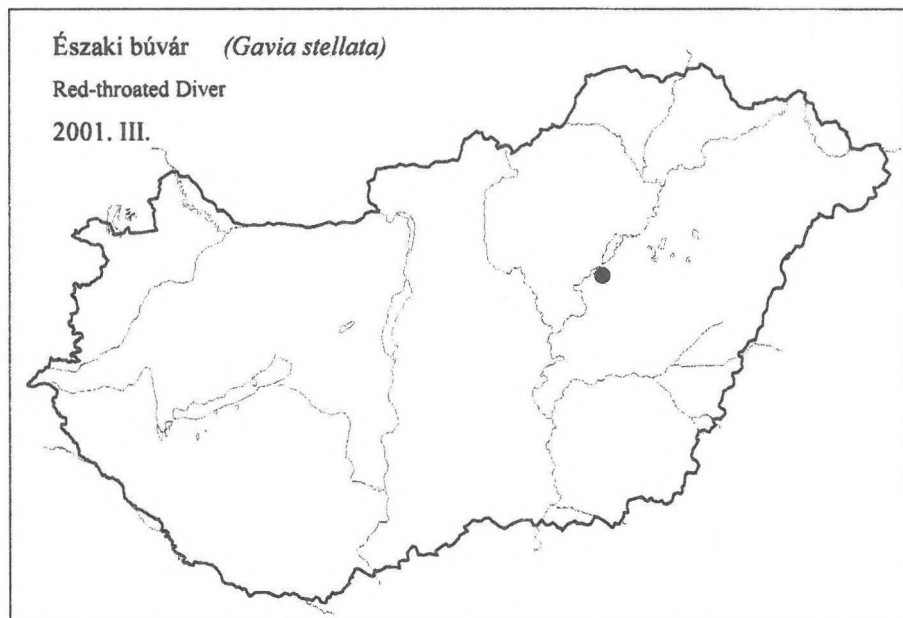 Északi búvár (Gavia stellata)
Red-throated Diver
2001. III.